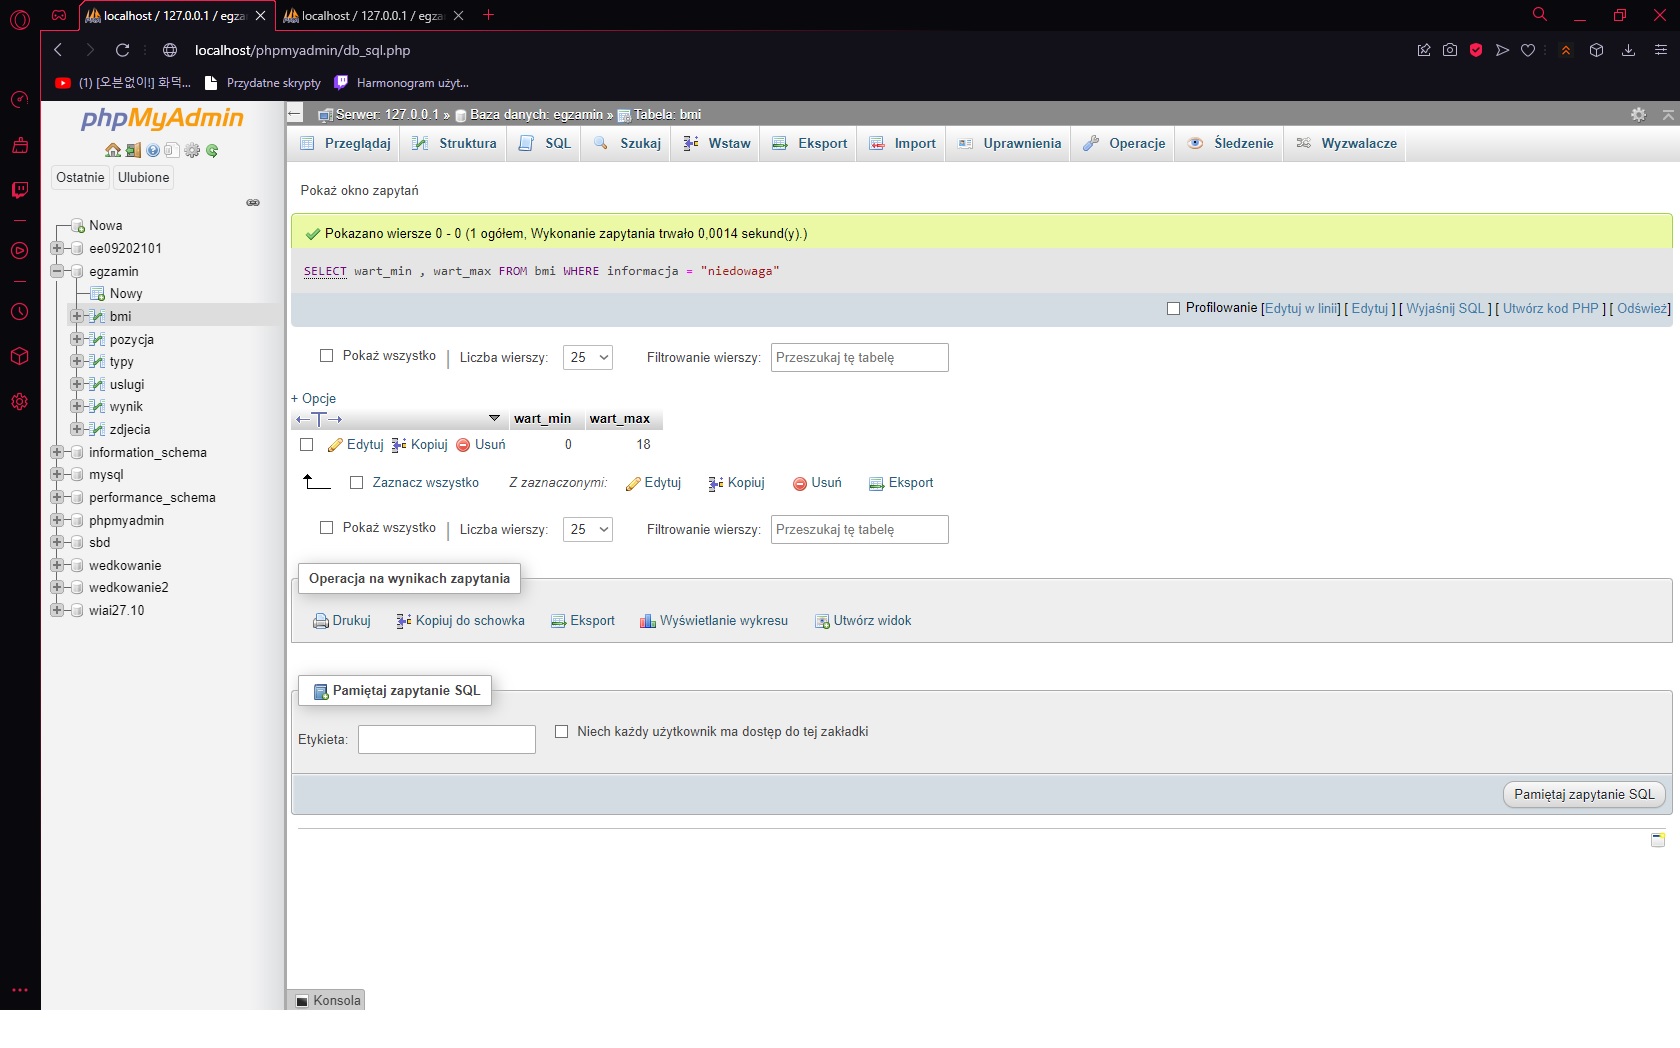 localhost / 127.0.0.1 / egza
localhost / 127.0.0.1 / egza
localhost/phpmyadmin/db_sql.php
(1) [오븐없이!] 화덕...
Przydatne skrypty
Harmonogram użyt...
phpMyAdmin
Ostatnie
Ulubione
Nowa
ee09202101
egzamin
Nowy
bmi
pozycja
typy
uslugi
wynik
zdjecia
information_schema
mysql
performance_schema
phpmyadmin
sbd
wedkowanie
wedkowanie2
wiai27.10
Serwer: 127.0.0.1 » Baza danych: egzamin » Tabela: bmi
Przeglądaj Struktura SQL Szukaj Wstaw Eksport Import Uprawnienia Operacje Śledzenie Wyzwalacze
Pokaż okno zapytań
Pokazano wiersze 0 - 0 (1 ogółem, Wykonanie zapytania trwało 0,0014 sekund(y).)
SELECT wart_min , wart_max FROM bmi WHERE informacja = "niedowaga"
Profilowanie [Edytuj w linii] [ Edytuj ] [ Wyjaśnij SQL ] [ Utwórz kod PHP ] [ Odśwież]
Pokaż wszystko | Liczba wierszy: 25 Filtrowanie wierszy: Przeszukaj tę tabelę
+ Opcje
←T→ wart_min wart_max
Edytuj Kopiuj Usuń 0 18
Zaznacz wszystko Z zaznaczonymi: Edytuj Kopiuj Usuń Eksport
Pokaż wszystko | Liczba wierszy: 25 Filtrowanie wierszy: Przeszukaj tę tabelę
Operacja na wynikach zapytania
Drukuj Kopiuj do schowka Eksport Wyświetlanie wykresu Utwórz widok
Pamiętaj zapytanie SQL
Etykieta: Niech każdy użytkownik ma dostęp do tej zakładki
Pamiętaj zapytanie SQL
Konsola